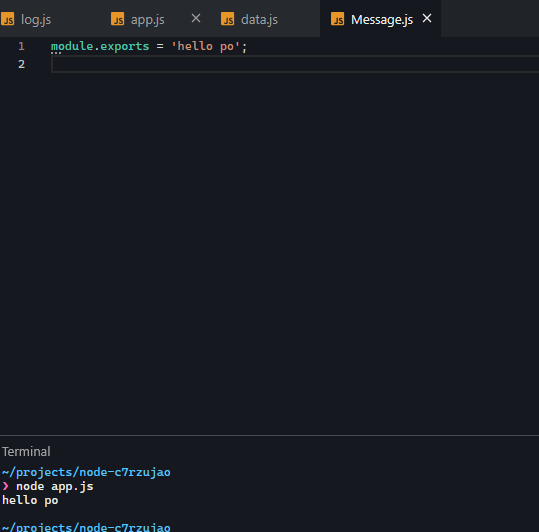 JS log.js JS app.js × JS data.js JS Message.js ×
1 module.exports = 'hello po';
2
Terminal
~/projects/node-c7rzujao
❯ node app.js
hello po
~/projects/node-c7rzujao